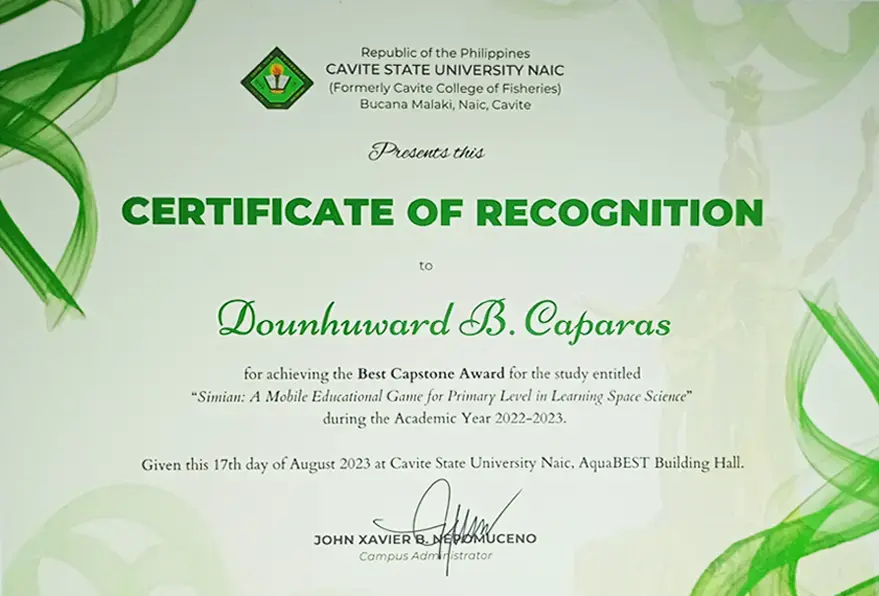 Republic of the Philippines
CAVITE STATE UNIVERSITY NAIC
(Formerly Cavite College of Fisheries)
Bucana Malaki, Naic, Cavite
Presents this
CERTIFICATE OF RECOGNITION
to
Dounhuward B. Caparas
for achieving the Best Capstone Award for the study entitled
“Simian: A Mobile Educational Game for Primary Level in Learning Space Science”
during the Academic Year 2022-2023.
Given this 17th day of August 2023 at Cavite State University Naic, AquaBEST Building Hall.
JOHN XAVIER B. NEPOMUCENO
Campus Administrator